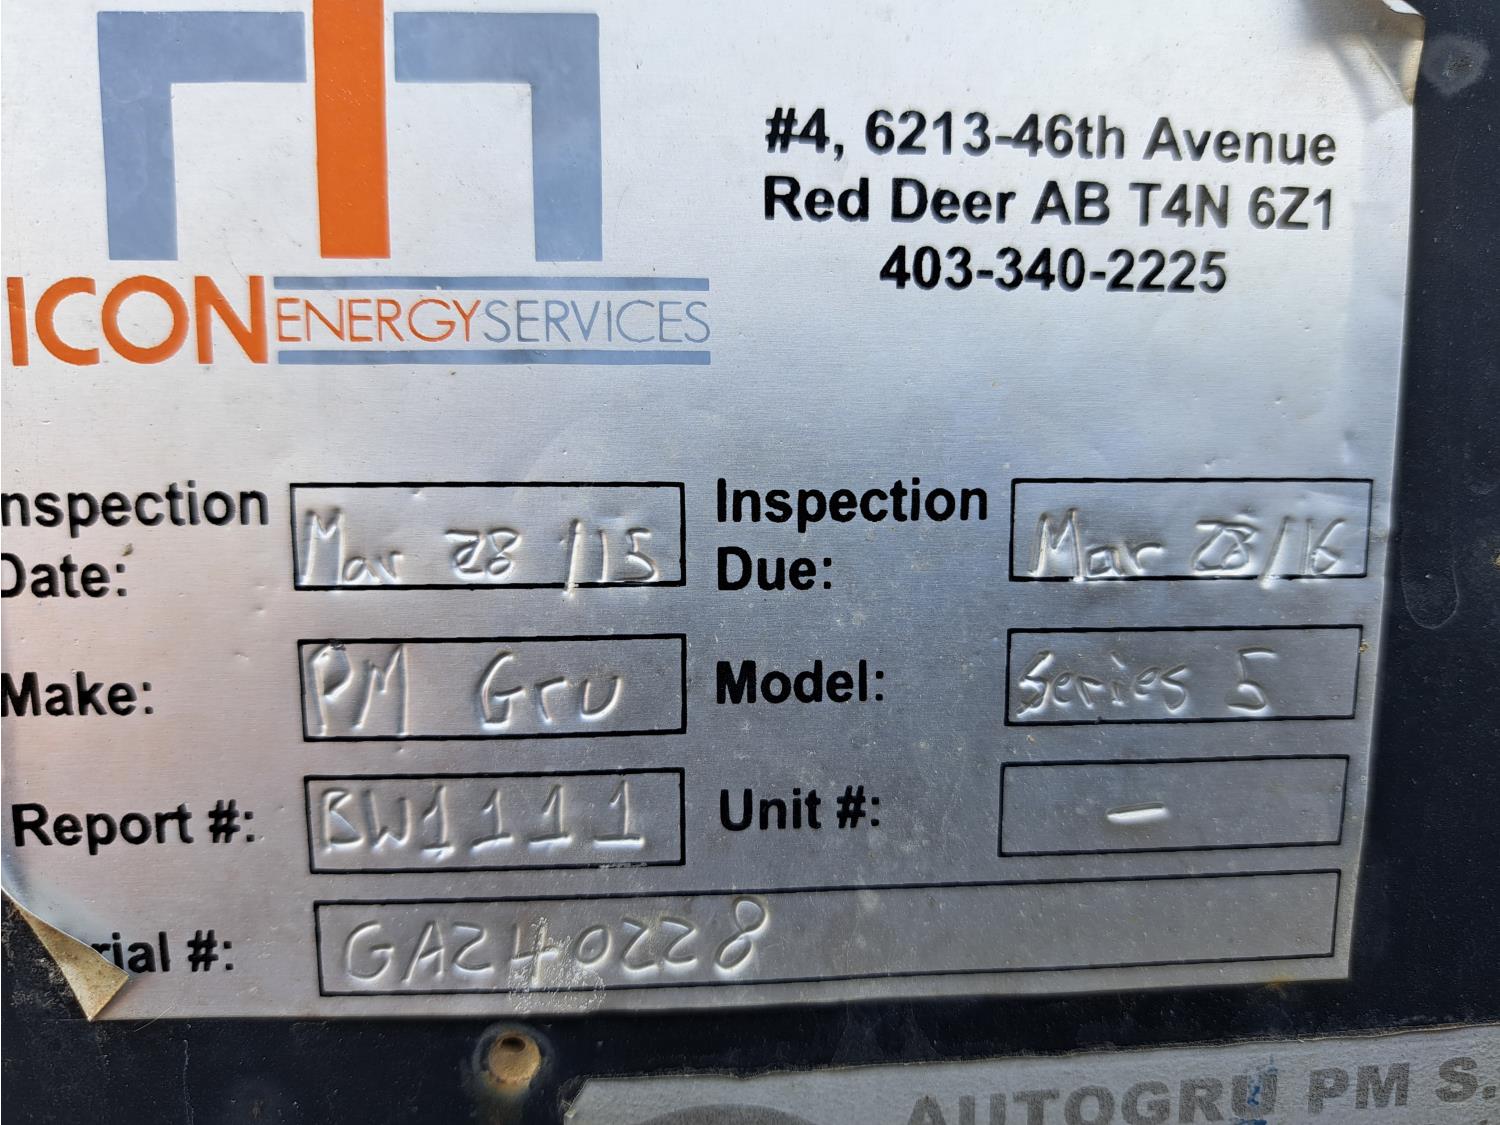 #4, 6213-46th Avenue
Red Deer AB T4N 6Z1
403-340-2225
ICON ENERGY SERVICES
nspection Date: Mar 28/15
Inspection Due: Mar 28/16
Make: PM Gru
Model: Series 5
Report #: BW1111
Unit #: -
rial #: GA240228
AUTOGRU PM S.